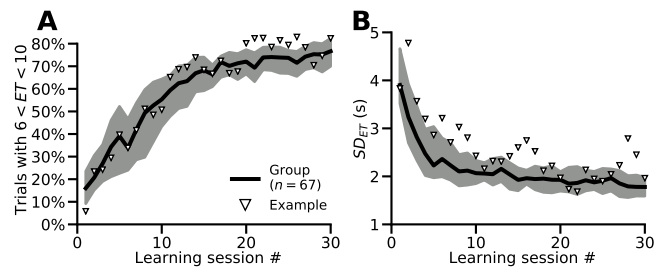 A
Trials with 6 < ET < 10
80%
70%
60%
50%
40%
30%
20%
10%
0%
Group
(n = 67)
Example
0 10 20 30
Learning session #
B
SD_ET (s)
5
4
3
2
1
0 10 20 30
Learning session #